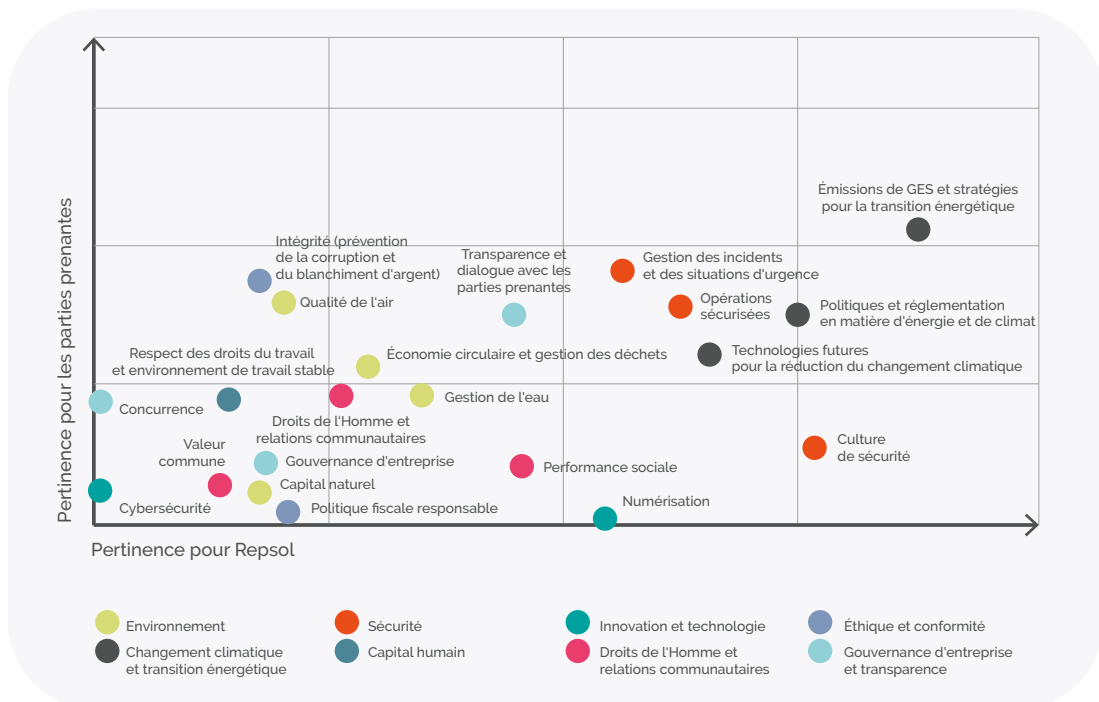 Pertinence pour les parties prenantes
Émissions de GES et stratégies
pour la transition énergétique
Intégrité (prévention
de la corruption et
du blanchiment d'argent)
Qualité de l'air
Transparence et
dialogue avec les
parties prenantes
Gestion des incidents
et des situations d'urgence
Opérations
sécurisées
Politiques et réglementation
en matière d'énergie et de climat
Technologies futures
pour la réduction du changement climatique
Respect des droits du travail
et environnement de travail stable
Économie circulaire et gestion des déchets
Concurrence
Gestion de l'eau
Droits de l'Homme et
relations communautaires
Valeur
commune
Gouvernance d'entreprise
Culture
de sécurité
Performance sociale
Capital naturel
Cybersécurité
Politique fiscale responsable
Numérisation
Pertinence pour Repsol
Environnement
Changement climatique
et transition énergétique
Sécurité
Capital humain
Innovation et technologie
Droits de l'Homme et
relations communautaires
Éthique et conformité
Gouvernance d'entreprise
et transparence